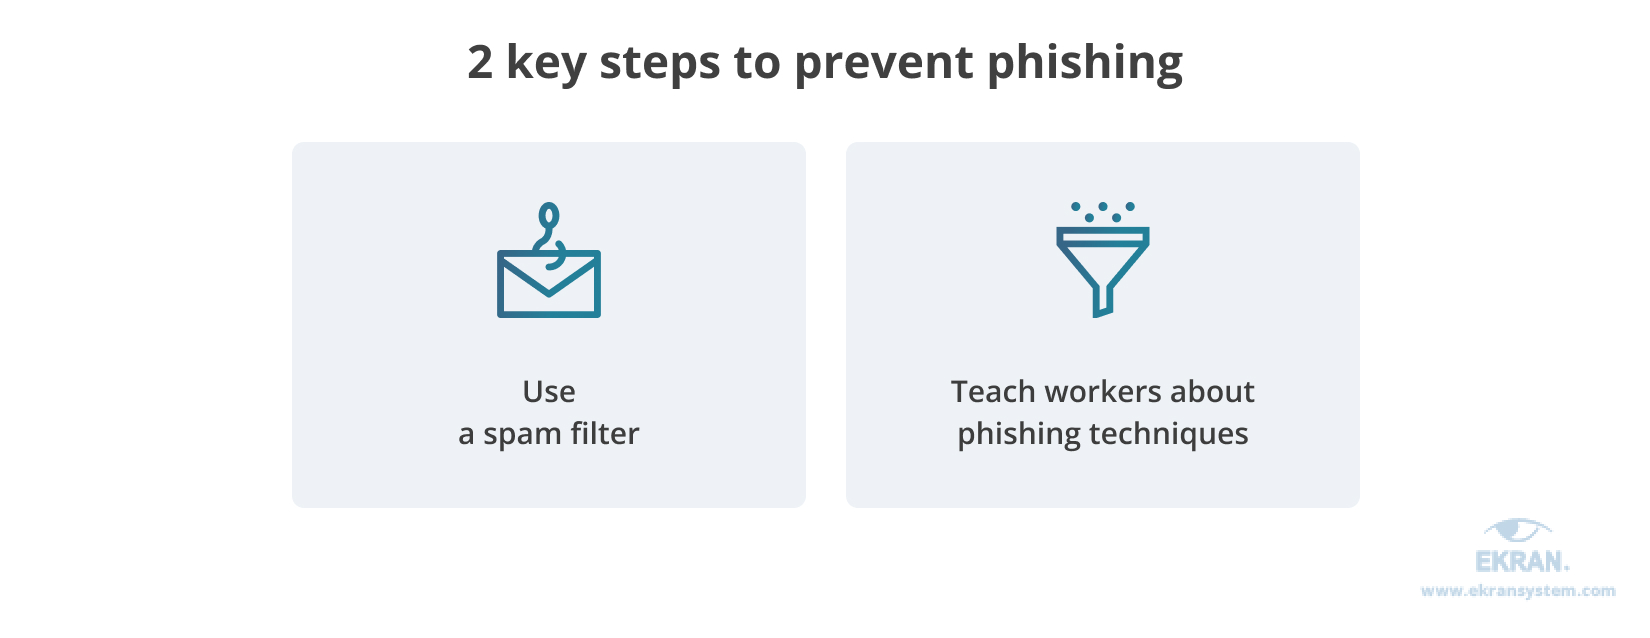 2 key steps to prevent phishing
Use
a spam filter
Teach workers about
phishing techniques
EKRAN.
www.ekransystem.com